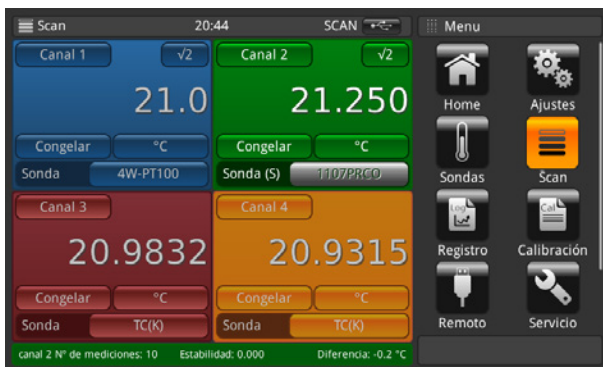 Scan 20:44 SCAN
Menu
Canal 1 √2
21.0
Congelar °C
Sonda 4W-PT100
Canal 2 √2
21.250
Congelar °C
Sonda (S) 1107PRCO
Canal 3
20.9832
Congelar °C
Sonda TC(K)
Canal 4
20.9315
Congelar °C
Sonda TC(K)
canal 2 Nº de mediciones: 10 Estabilidad: 0.000 Diferencia: -0.2 °C
Home Ajustes
Sondas Scan
Log Cal
Registro Calibración
Remoto Servicio